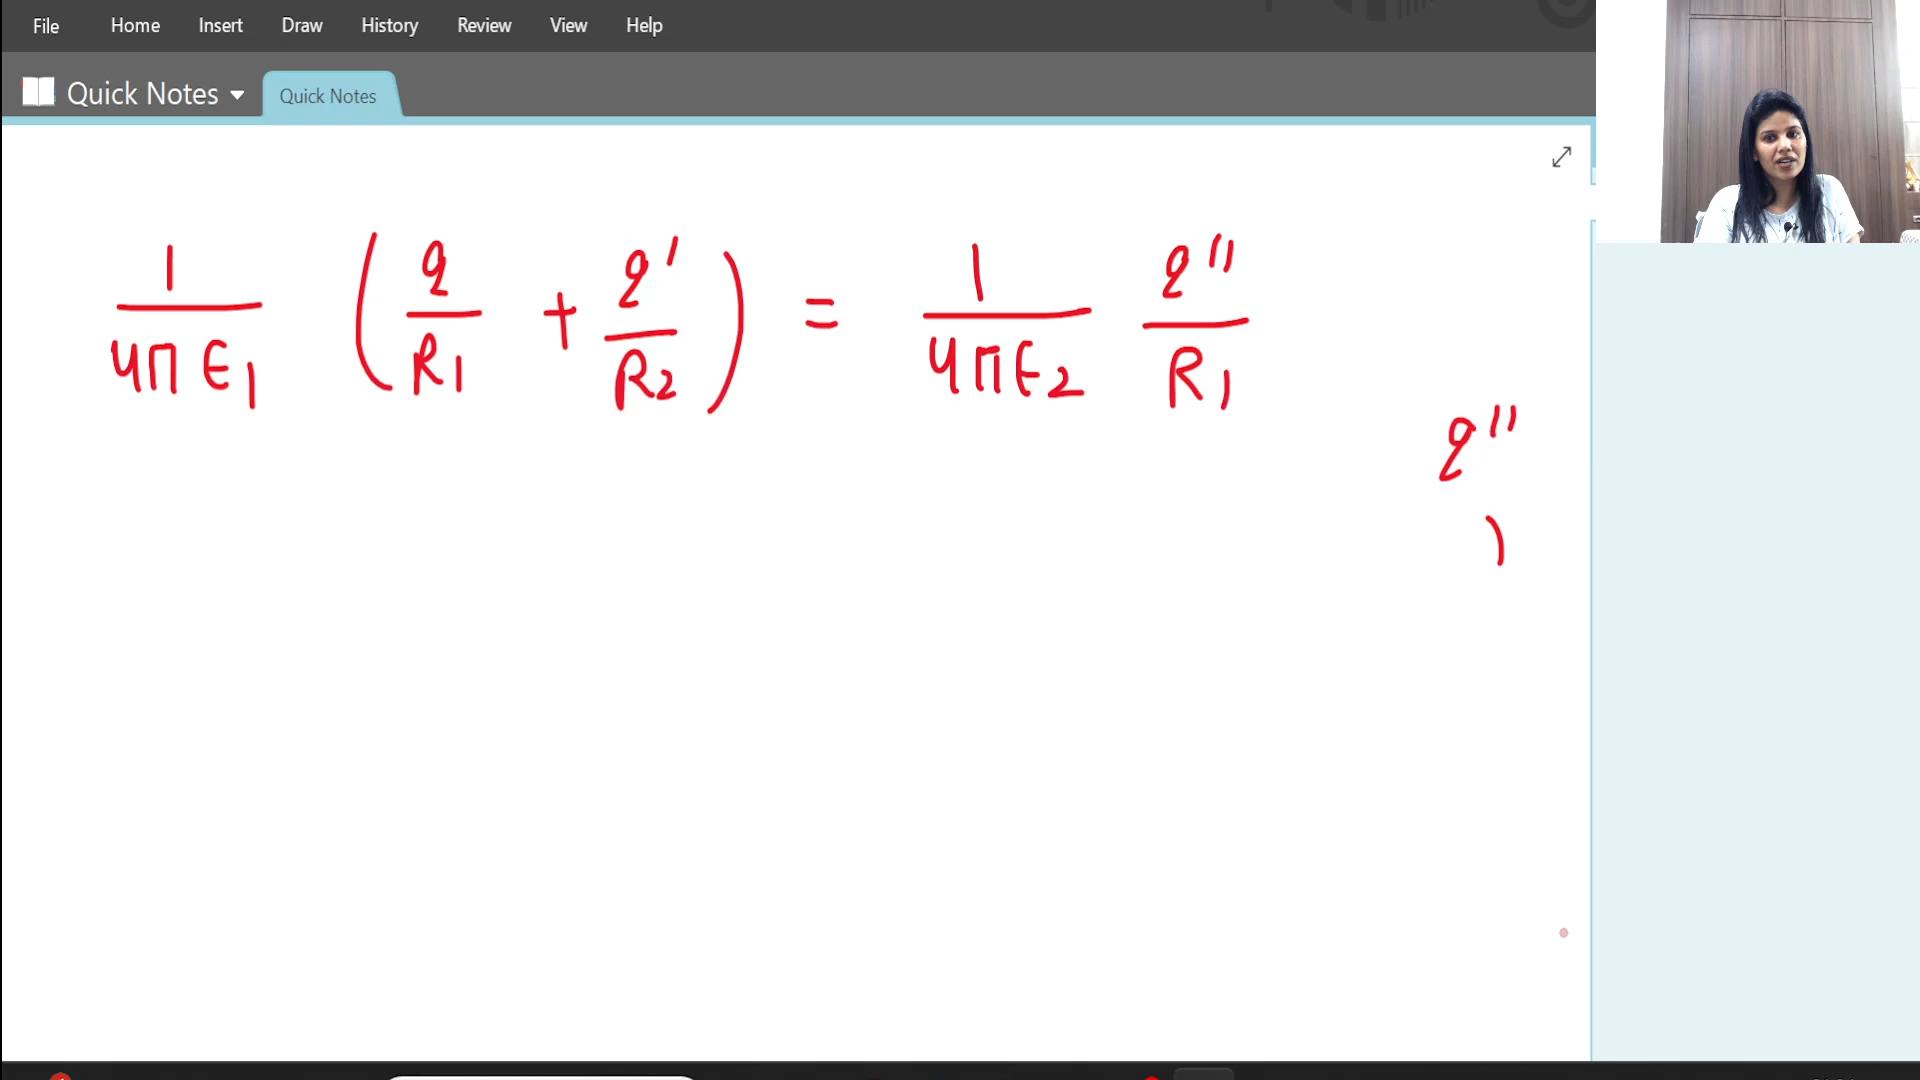 File Home Insert Draw History Review View Help
Quick Notes Quick Notes
1/(4πε1) (q/R1 + q'/R2) = 1/(4πε2) q''/R1
q''
)